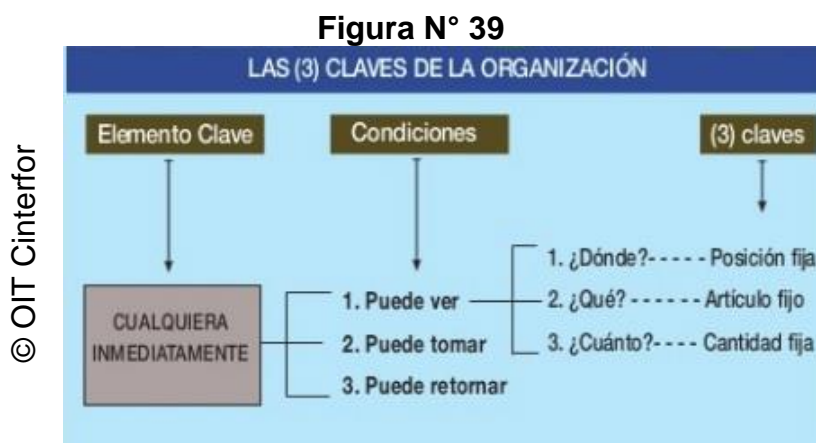 Figura N° 39
LAS (3) CLAVES DE LA ORGANIZACIÓN
Elemento Clave
Condiciones
(3) claves
CUALQUIERA
INMEDIATAMENTE
1. Puede ver
2. Puede tomar
3. Puede retornar
1. ¿Dónde?----- Posición fija
2. ¿Qué? ------ Artículo fijo
3. ¿Cuánto?---- Cantidad fija
© OIT Cinterfor